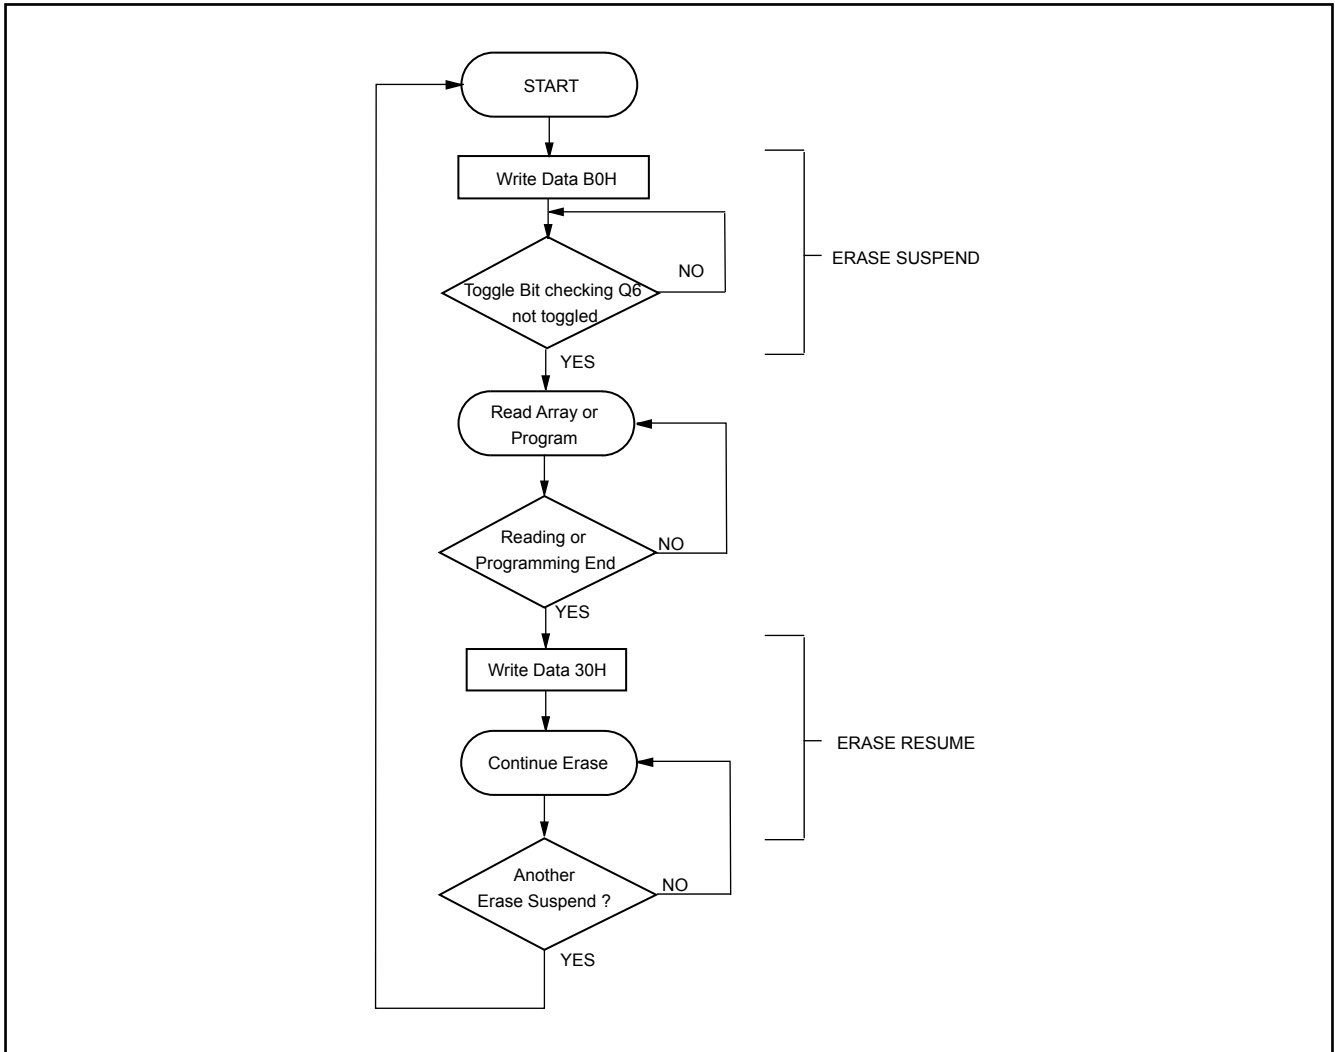 START
Write Data B0H
ERASE SUSPEND
NO
Toggle Bit checking Q6
not toggled
YES
Read Array or
Program
Reading or
NO
Programming End
YES
Write Data 30H
ERASE RESUME
Continue Erase
Another
NO
Erase Suspend ?
YES